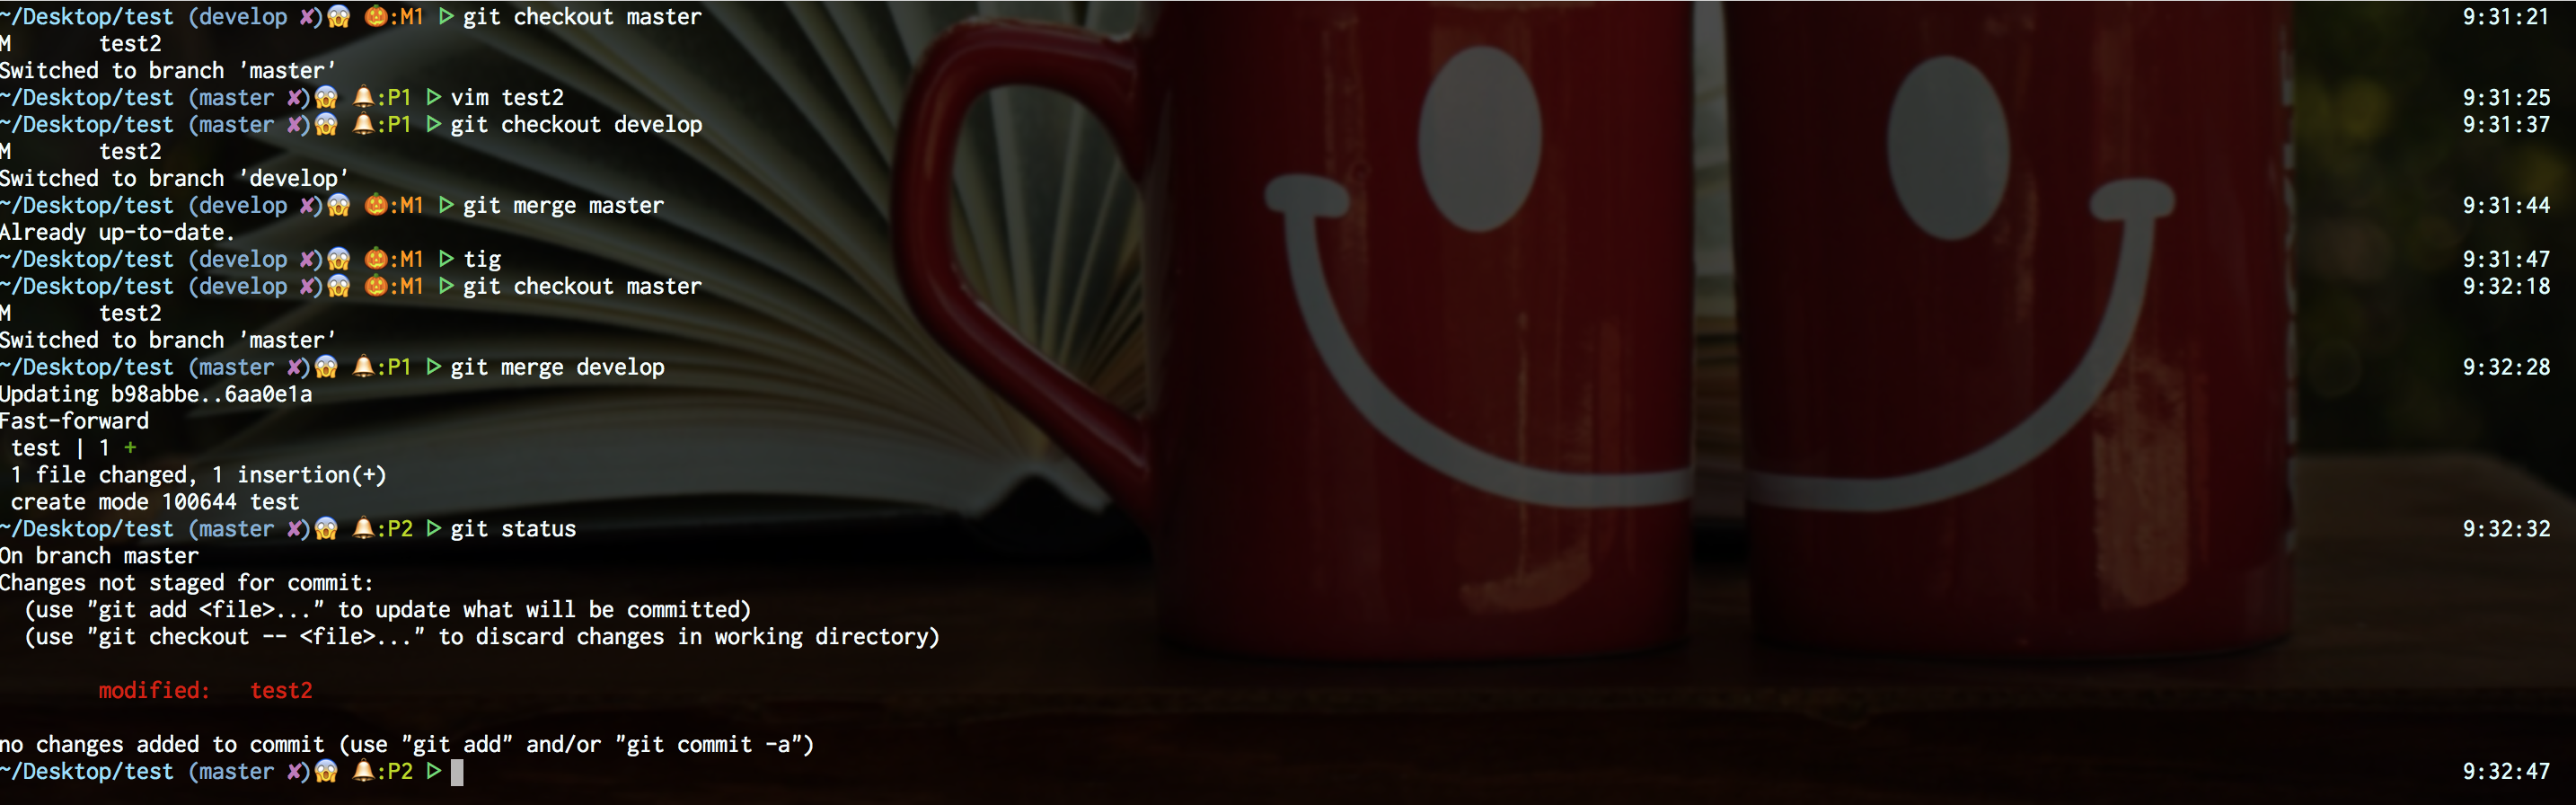 ~/Desktop/test (develop ✘)😱 🎃:M1 ▷ git checkout master 9:31:21
M       test2
Switched to branch 'master'
~/Desktop/test (master ✘)😱 🔔:P1 ▷ vim test2 9:31:25
~/Desktop/test (master ✘)😱 🔔:P1 ▷ git checkout develop 9:31:37
M       test2
Switched to branch 'develop'
~/Desktop/test (develop ✘)😱 🎃:M1 ▷ git merge master 9:31:44
Already up-to-date.
~/Desktop/test (develop ✘)😱 🎃:M1 ▷ tig 9:31:47
~/Desktop/test (develop ✘)😱 🎃:M1 ▷ git checkout master 9:32:18
M       test2
Switched to branch 'master'
~/Desktop/test (master ✘)😱 🔔:P1 ▷ git merge develop 9:32:28
Updating b98abbe..6aa0e1a
Fast-forward
 test | 1 +
 1 file changed, 1 insertion(+)
 create mode 100644 test
~/Desktop/test (master ✘)😱 🔔:P2 ▷ git status 9:32:32
On branch master
Changes not staged for commit:
  (use "git add <file>..." to update what will be committed)
  (use "git checkout -- <file>..." to discard changes in working directory)
        modified:   test2
no changes added to commit (use "git add" and/or "git commit -a")
~/Desktop/test (master ✘)😱 🔔:P2 ▷ 9:32:47